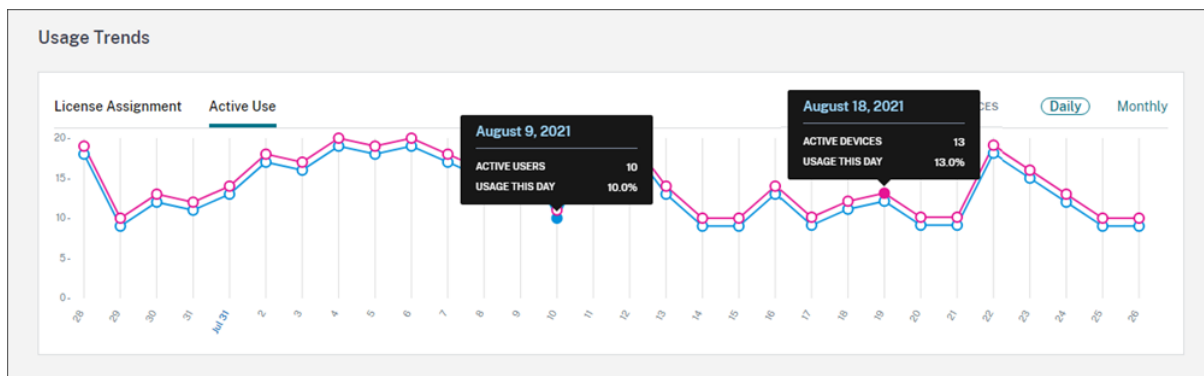 Usage Trends
License Assignment Active Use CES Daily Monthly
August 9, 2021
ACTIVE USERS 10
USAGE THIS DAY 10.0%
August 18, 2021
ACTIVE DEVICES 13
USAGE THIS DAY 13.0%
20-
15-
10-
5-
0-
28 29 30 31 Jul 31 2 3 4 5 6 7 8 9 10 11 12 13 14 15 16 17 18 19 20 21 22 23 24 25 26